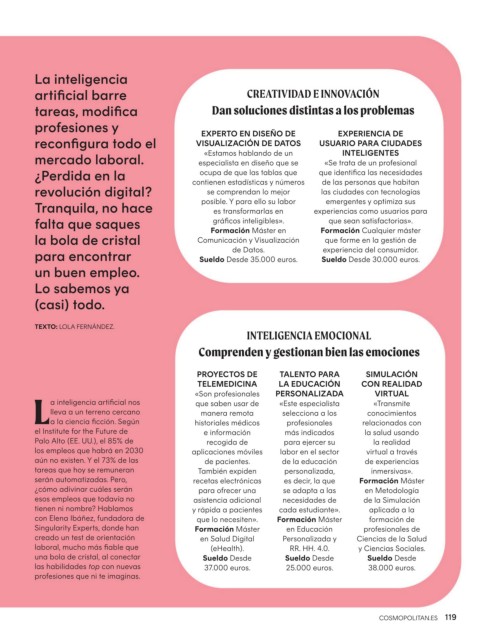 La inteligencia
artificial barre
tareas, modifica
profesiones y
reconfigura todo el
mercado laboral.
¿Perdida en la
revolución digital?
Tranquila, no hace
falta que saques
la bola de cristal
para encontrar
un buen empleo.
Lo sabemos ya
(casi) todo.
TEXTO: LOLA FERNÁNDEZ.
La inteligencia artificial nos
lleva a un terreno cercano
a la ciencia ficción. Según
el Institute for the Future de
Palo Alto (EE. UU.), el 85% de
los empleos que habrá en 2030
aún no existen. Y el 73% de las
tareas que hoy se remuneran
serán automatizadas. Pero,
¿cómo adivinar cuáles serán
esos empleos que todavía no
tienen ni nombre? Hablamos
con Elena Ibáñez, fundadora de
Singularity Experts, donde han
creado un test de orientación
laboral, mucho más fiable que
una bola de cristal, al conectar
las habilidades top con nuevas
profesiones que ni te imaginas.
CREATIVIDAD E INNOVACIÓN
Dan soluciones distintas a los problemas
EXPERTO EN DISEÑO DE
VISUALIZACIÓN DE DATOS
«Estamos hablando de un
especialista en diseño que se
ocupa de que las tablas que
contienen estadísticas y números
se comprendan lo mejor
posible. Y para ello su labor
es transformarlas en
gráficos inteligibles».
Formación Máster en
Comunicación y Visualización
de Datos.
Sueldo Desde 35.000 euros.
EXPERIENCIA DE
USUARIO PARA CIUDADES
INTELIGENTES
«Se trata de un profesional
que identifica las necesidades
de las personas que habitan
las ciudades con tecnologías
emergentes y optimiza sus
experiencias como usuarios para
que sean satisfactorias».
Formación Cualquier máster
que forme en la gestión de
experiencia del consumidor.
Sueldo Desde 30.000 euros.
INTELIGENCIA EMOCIONAL
Comprenden y gestionan bien las emociones
PROYECTOS DE
TELEMEDICINA
«Son profesionales
que saben usar de
manera remota
historiales médicos
e información
recogida de
aplicaciones móviles
de pacientes.
También expiden
recetas electrónicas
para ofrecer una
asistencia adicional
y rápida a pacientes
que lo necesiten».
Formación Máster
en Salud Digital
(eHealth).
Sueldo Desde
37.000 euros.
TALENTO PARA
LA EDUCACIÓN
PERSONALIZADA
«Este especialista
selecciona a los
profesionales
más indicados
para ejercer su
labor en el sector
de la educación
personalizada,
es decir, la que
se adapta a las
necesidades de
cada estudiante».
Formación Máster
en Educación
Personalizada y
RR. HH. 4.0.
Sueldo Desde
25.000 euros.
SIMULACIÓN
CON REALIDAD
VIRTUAL
«Transmite
conocimientos
relacionados con
la salud usando
la realidad
virtual a través
de experiencias
inmersivas».
Formación Máster
en Metodología
de la Simulación
aplicada a la
formación de
profesionales de
Ciencias de la Salud
y Ciencias Sociales.
Sueldo Desde
38.000 euros.
COSMOPOLITAN.ES 119